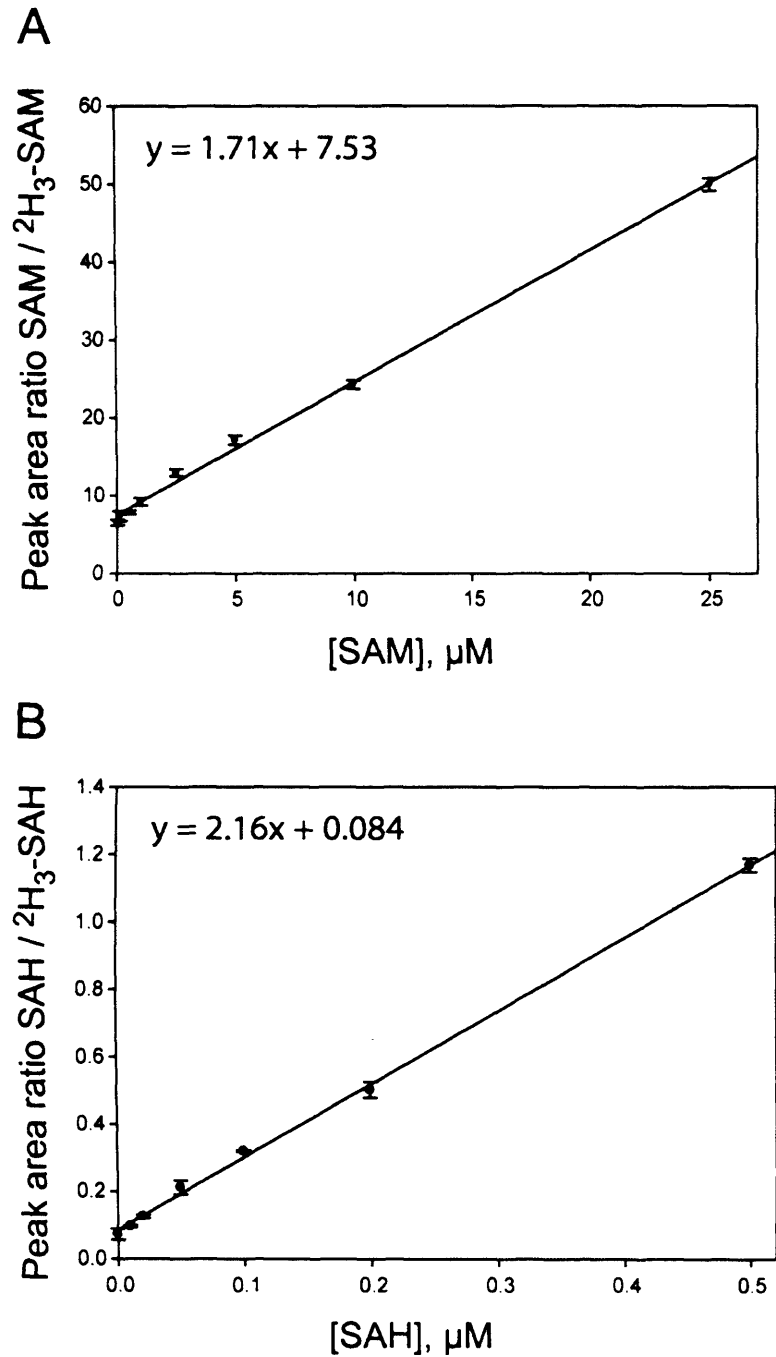 A
Peak area ratio SAM / ²H₃-SAM
60
50
40
30
20
10
0
y = 1.71x + 7.53
0 5 10 15 20 25
[SAM], µM
B
Peak area ratio SAH / ²H₃-SAH
1.4
1.2
1.0
0.8
0.6
0.4
0.2
0.0
y = 2.16x + 0.084
0.0 0.1 0.2 0.3 0.4 0.5
[SAH], µM